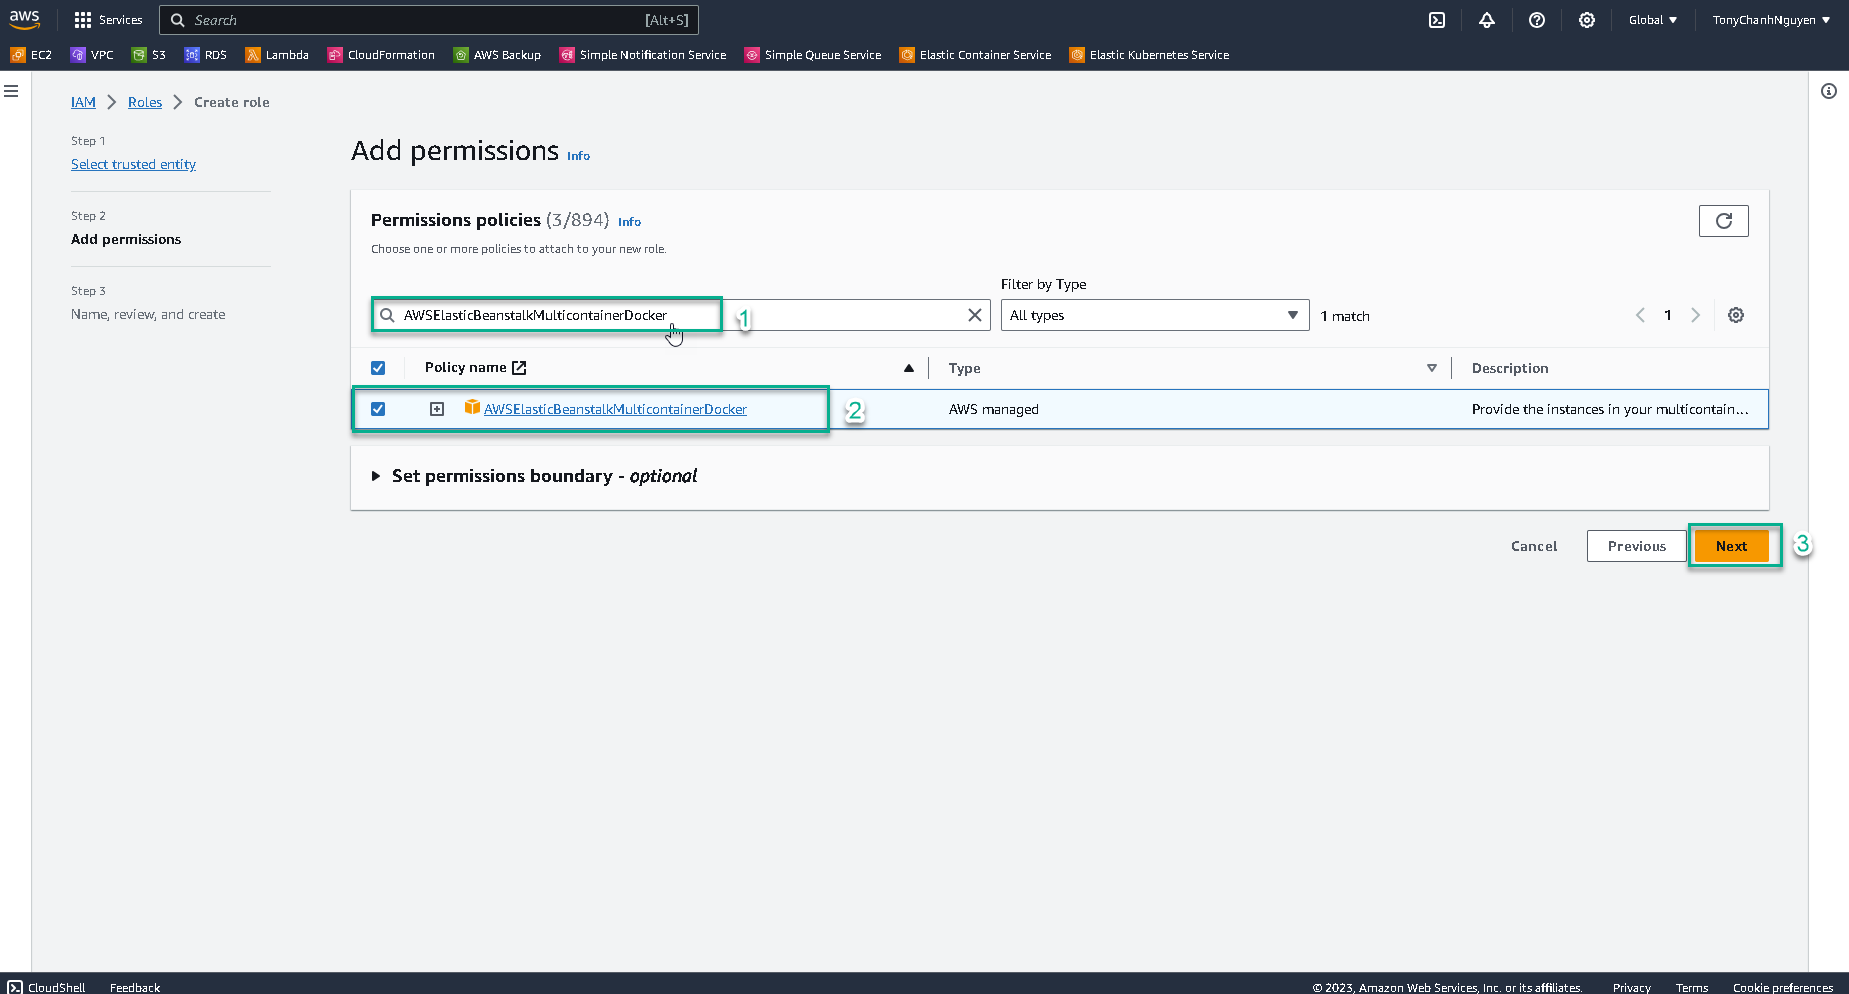 aws
Services
Search
[Alt+S]
Global
TonyChanhNguyen
EC2
VPC
S3
RDS
Lambda
CloudFormation
AWS Backup
Simple Notification Service
Simple Queue Service
Elastic Container Service
Elastic Kubernetes Service
IAM
Roles
Create role
Step 1
Select trusted entity
Step 2
Add permissions
Step 3
Name, review, and create
Add permissions Info
Permissions policies (3/894) Info
Choose one or more policies to attach to your new role.
Filter by Type
AWSElasticBeanstalkMulticontainerDocker
1
All types
1 match
1
Policy name
Type
Description
AWSElasticBeanstalkMulticontainerDocker
2
AWS managed
Provide the instances in your multicontain...
Set permissions boundary - optional
Cancel
Previous
Next
3
CloudShell
Feedback
© 2023, Amazon Web Services, Inc. or its affiliates.
Privacy
Terms
Cookie preferences